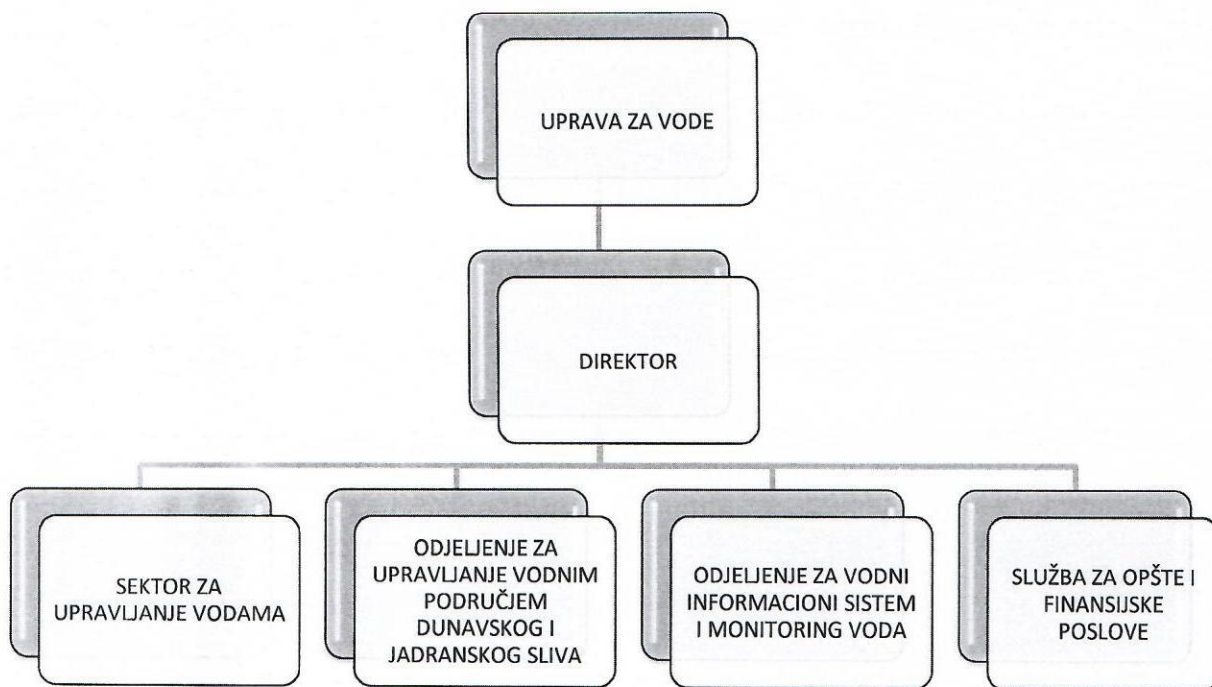 UPRAVA ZA VODE
DIREKTOR
SEKTOR ZA
UPRAVLJANJE VODAMA
ODJELJENJE ZA
UPRAVLJANJE VODNIM
PODRUČJEM
DUNAVSKOG I
JADRANSKOG SLIVA
ODJELJENJE ZA VODNI
INFORMACIONI SISTEM
I MONITORING VODA
SLUŽBA ZA OPŠTE I
FINANSIJSKE
POSLOVE